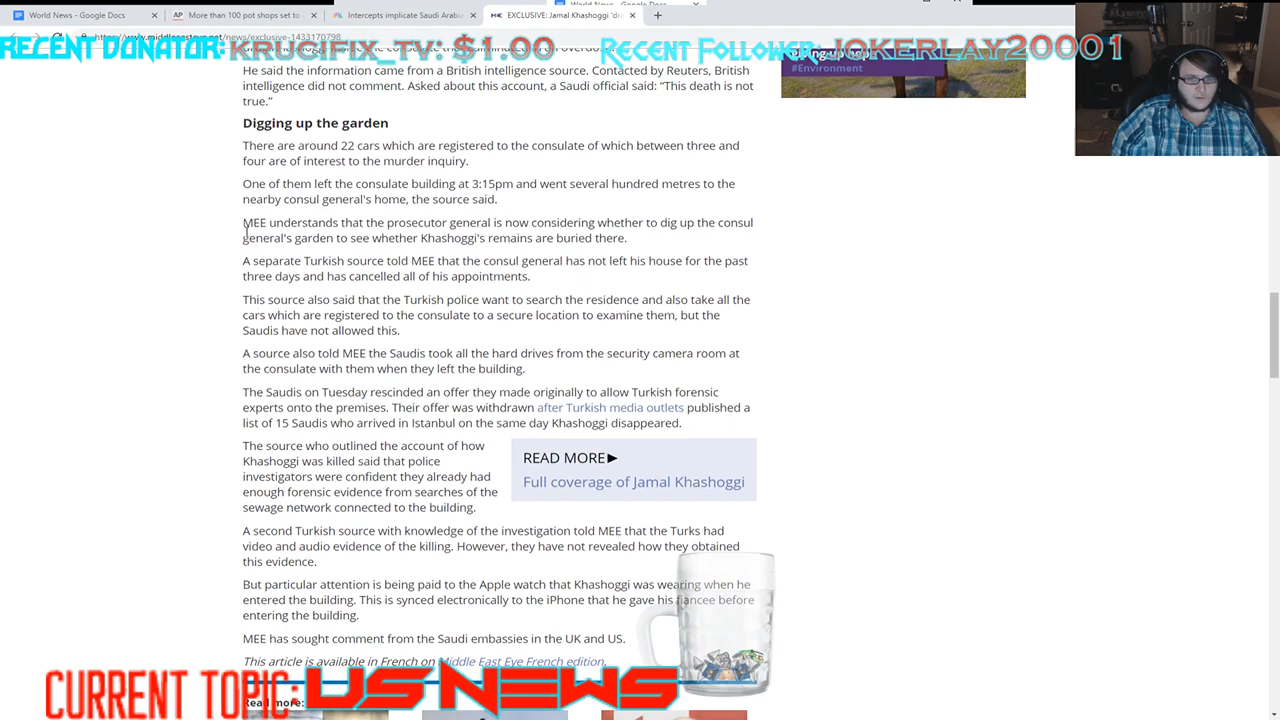 World News - Google Docs
More than 100 pot shops set to
Intercepts implicate Saudi Arabi
EXCLUSIVE: Jamal Khashoggi 'dra
RECENT DONATOR: KRUCIFIX_TV: $1.00
RECENT FOLLOWER: JOKERLAY20001
#Environment
He said the information came from a British intelligence source. Contacted by Reuters, British
intelligence did not comment. Asked about this account, a Saudi official said: “This death is not
true.”
Digging up the garden
There are around 22 cars which are registered to the consulate of which between three and
four are of interest to the murder inquiry.
One of them left the consulate building at 3:15pm and went several hundred metres to the
nearby consul general's home, the source said.
MEE understands that the prosecutor general is now considering whether to dig up the consul
general's garden to see whether Khashoggi's remains are buried there.
A separate Turkish source told MEE that the consul general has not left his house for the past
three days and has cancelled all of his appointments.
This source also said that the Turkish police want to search the residence and also take all the
cars which are registered to the consulate to a secure location to examine them, but the
Saudis have not allowed this.
A source also told MEE the Saudis took all the hard drives from the security camera room at
the consulate with them when they left the building.
The Saudis on Tuesday rescinded an offer they made originally to allow Turkish forensic
experts onto the premises. Their offer was withdrawn after Turkish media outlets published a
list of 15 Saudis who arrived in Istanbul on the same day Khashoggi disappeared.
The source who outlined the account of how
Khashoggi was killed said that police
investigators were confident they already had
enough forensic evidence from searches of the
sewage network connected to the building.
READ MORE▶
Full coverage of Jamal Khashoggi
A second Turkish source with knowledge of the investigation told MEE that the Turks had
video and audio evidence of the killing. However, they have not revealed how they obtained
this evidence.
But particular attention is being paid to the Apple watch that Khashoggi was wearing when he
entered the building. This is synced electronically to the iPhone that he gave his fiancee before
entering the building.
MEE has sought comment from the Saudi embassies in the UK and US.
This article is available in French on Middle East Eye French edition.
Read more:
CURRENT TOPIC: US NEWS